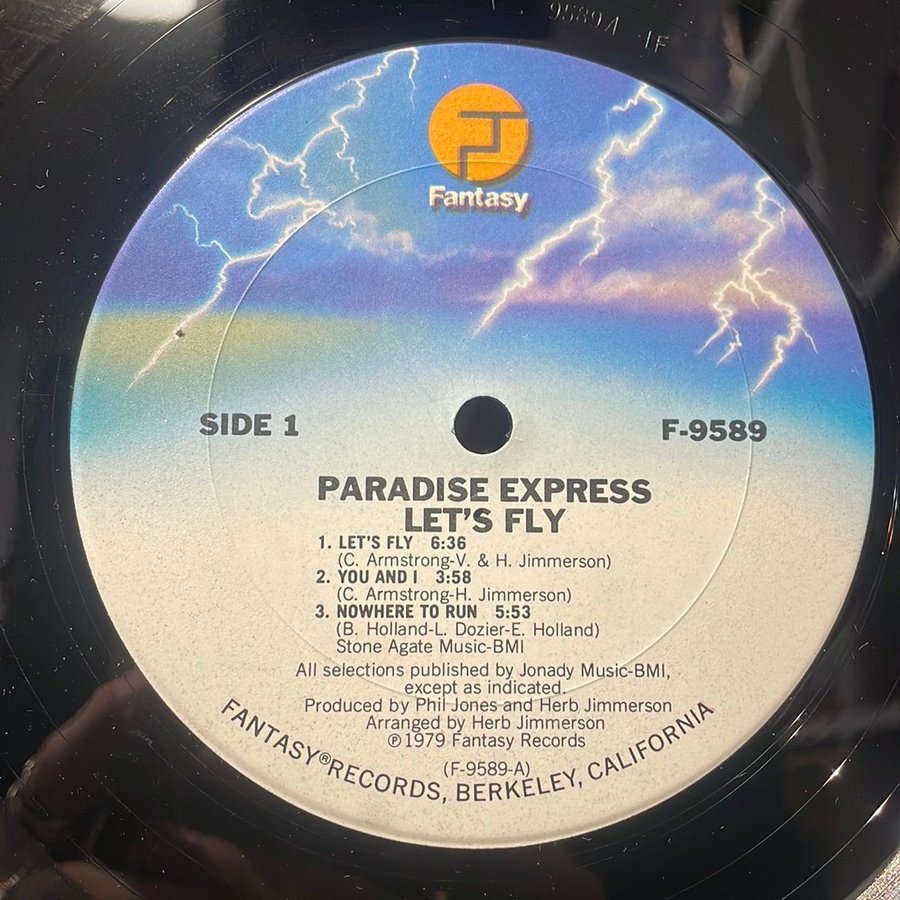 9589A 1F
Fantasy
SIDE 1
F-9589
PARADISE EXPRESS
LET'S FLY
1. LET'S FLY 6:36
(C. Armstrong-V. & H. Jimmerson)
2. YOU AND I 3:58
(C. Armstrong-H. Jimmerson)
3. NOWHERE TO RUN 5:53
(B. Holland-L. Dozier-E. Holland)
Stone Agate Music-BMI
All selections published by Jonady Music-BMI,
except as indicated.
Produced by Phil Jones and Herb Jimmerson
Arranged by Herb Jimmerson
℗1979 Fantasy Records
(F-9589-A)
FANTASY® RECORDS, BERKELEY, CALIFORNIA